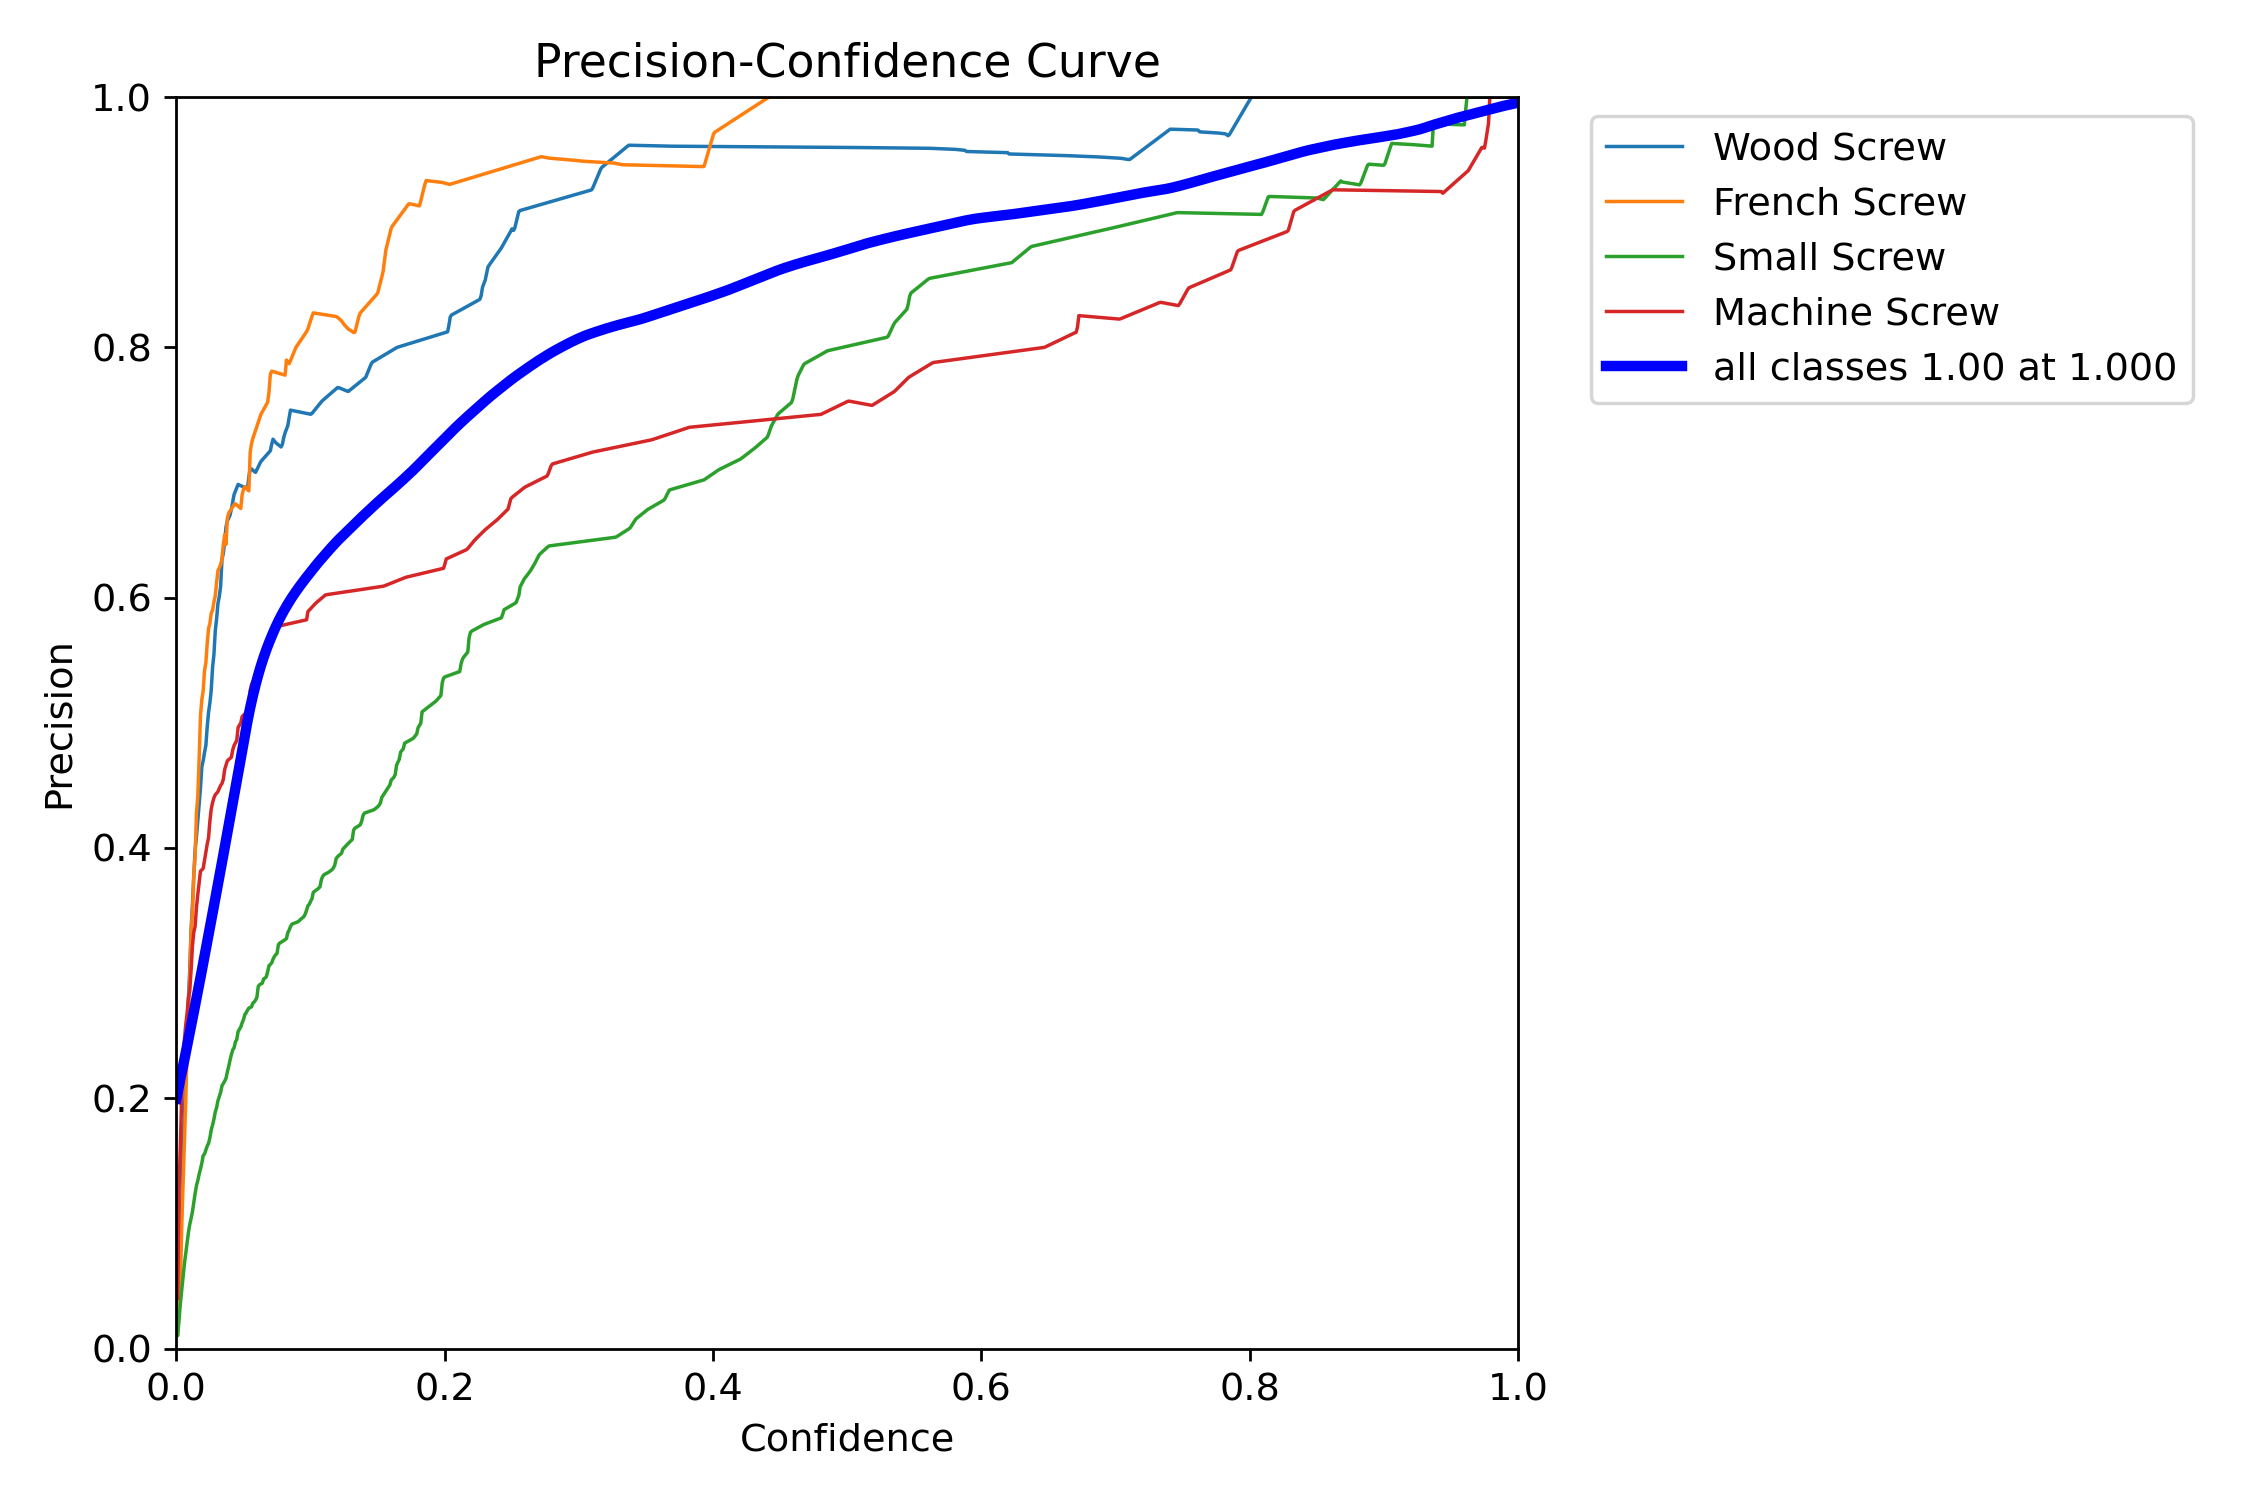 Precision-Confidence Curve
1.0
0.8
0.6
0.4
0.2
0.0
Precision
0.0 0.2 0.4 0.6 0.8 1.0
Confidence
Wood Screw
French Screw
Small Screw
Machine Screw
all classes 1.00 at 1.000